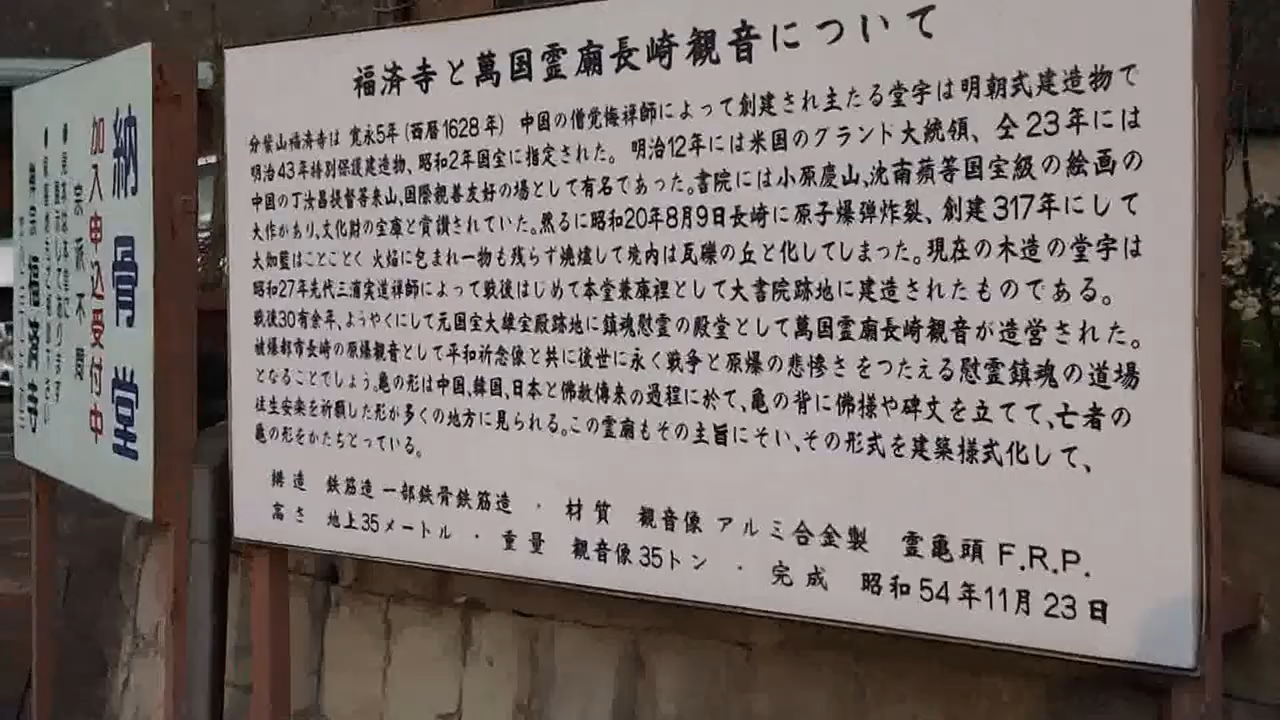 福済寺と萬国霊廟長崎観音について
分紫山福済寺は 寛永5年(西暦1628年) 中国の僧覚悔禅師によって創建され主たる堂宇は明朝式建造物で
明治43年特別保護建造物、昭和2年国宝に指定された。明治12年には米国のグランド大統領、仝23年には
中国の丁汝昌提督等来山、国際親善友好の場として有名であった。書院には小原慶山、沈南蘋等国宝級の絵画の
大作があり、文化財の宝庫と賞讃されていた。然るに昭和20年8月9日長崎に原子爆弾炸裂、創建317年にして
大伽藍はことごとく 火焔に包まれ一物も残らず焼爐して境内は瓦礫の丘と化してしまった。現在の木造の堂宇は
昭和27年先代三浦実道禅師によって戦後はじめて本堂兼庫裡として大書院跡地に建造されたものである。
戦後30有余年、ようやくにして元国宝大雄宝殿跡地に鎮魂慰霊の殿堂として萬国霊廟長崎観音が造営された。
被爆都市長崎の原爆観音として平和祈念像と共に後世に永く戦争と原爆の悲惨さをつたえる慰霊鎮魂の道場
となることでしょう。亀の形は中国、韓国、日本と佛教傳来の過程に於て、亀の背に佛様や碑文を立てて、亡者の
往生安楽を祈願した形が多くの地方に見られる。この霊廟もその主旨にそい、その形式を建築様式化して、
亀の形をかたちとっている。
構造 鉄筋造一部鉄骨鉄筋造 ・ 材質 観音像 アルミ合金製 霊亀頭 F.R.P.
高さ 地上35メートル ・ 重量 観音像35トン ・ 完成 昭和54年11月23日
納骨堂
加入申込受付中
宗派不問
福済寺